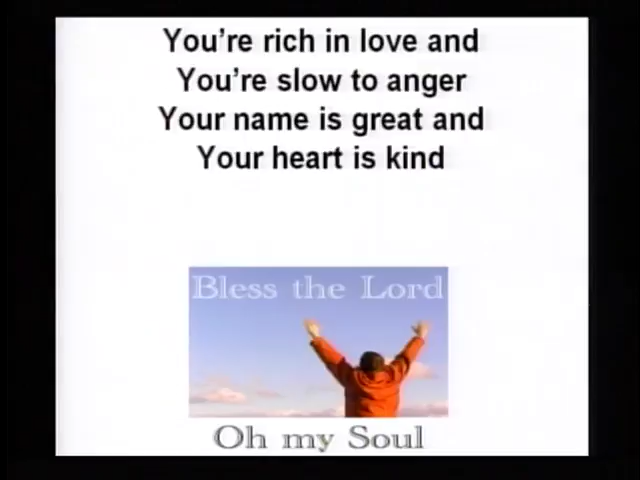 You're rich in love and
You're slow to anger
Your name is great and
Your heart is kind
Bless the Lord
Oh my Soul